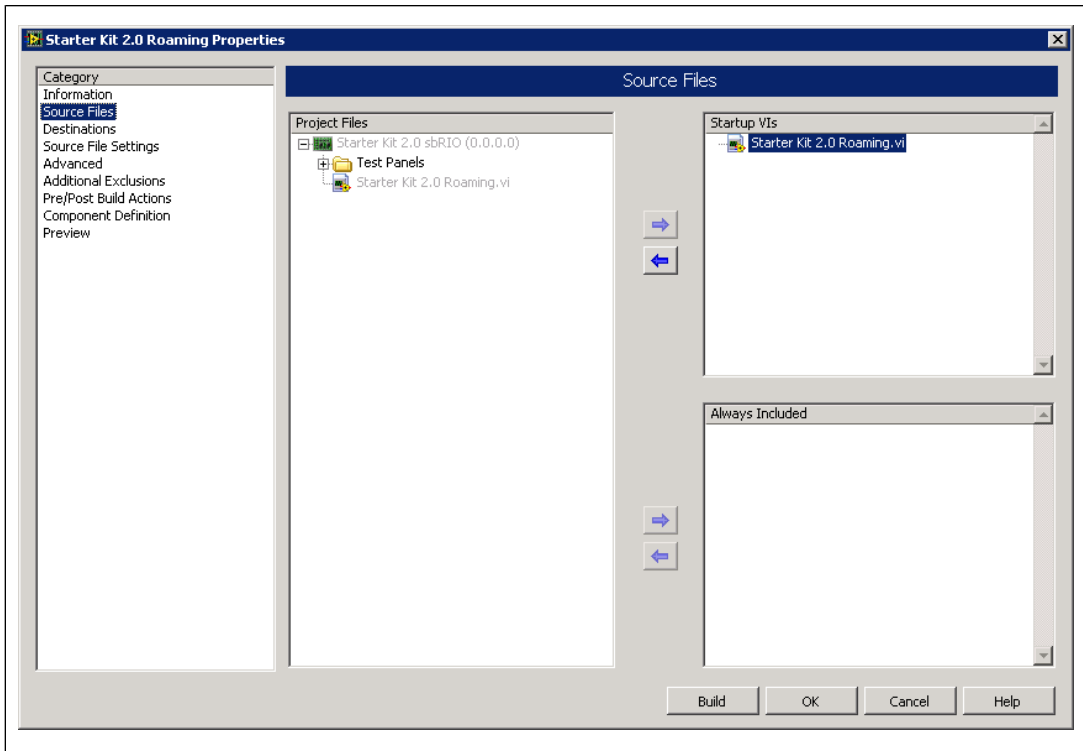 Starter Kit 2.0 Roaming Properties
Category
Information
Source Files
Destinations
Source File Settings
Advanced
Additional Exclusions
Pre/Post Build Actions
Component Definition
Preview
Source Files
Project Files
Starter Kit 2.0 sbRIO (0.0.0.0)
Test Panels
Starter Kit 2.0 Roaming.vi
Startup VIs
Starter Kit 2.0 Roaming.vi
Always Included
Build
OK
Cancel
Help